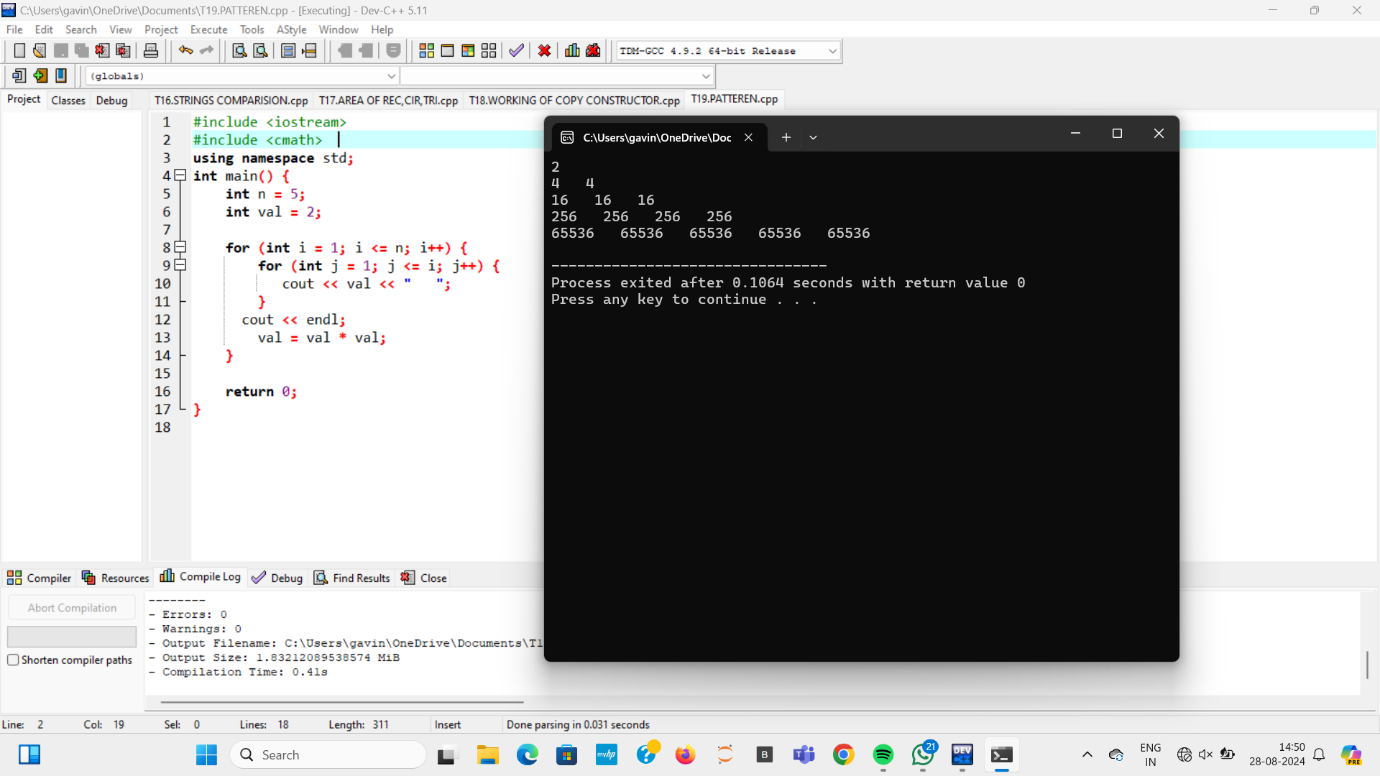 C:\Users\gavin\OneDrive\Documents\T19.PATTEREN.cpp - [Executing] - Dev-C++ 5.11
File Edit Search View Project Execute Tools AStyle Window Help
TDM-GCC 4.9.2 64-bit Release
(globals)
Project Classes Debug
T16.STRINGS COMPARISION.cpp T17.AREA OF REC,CIR,TRI.cpp T18.WORKING OF COPY CONSTRUCTOR.cpp T19.PATTEREN.cpp
1 #include <iostream>
2 #include <cmath>
3 using namespace std;
4 int main() {
5 int n = 5;
6 int val = 2;
7
8 for (int i = 1; i <= n; i++) {
9 for (int j = 1; j <= i; j++) {
10 cout << val << "   ";
11 }
12 cout << endl;
13 val = val * val;
14 }
15
16 return 0;
17 }
18
C:\Users\gavin\OneDrive\Doc
2
4   4
16   16   16
256   256   256   256
65536   65536   65536   65536   65536
--------------------------------
Process exited after 0.1064 seconds with return value 0
Press any key to continue . . .
Compiler Resources Compile Log Debug Find Results Close
Abort Compilation
Shorten compiler paths
--------
- Errors: 0
- Warnings: 0
- Output Filename: C:\Users\gavin\OneDrive\Documents\T1
- Output Size: 1.83212089538574 MiB
- Compilation Time: 0.41s
Line: 2 Col: 19 Sel: 0 Lines: 18 Length: 311 Insert Done parsing in 0.031 seconds
Search
myhp
B
21
DEV
C++
ENG
IN
14:50
28-08-2024
PRE